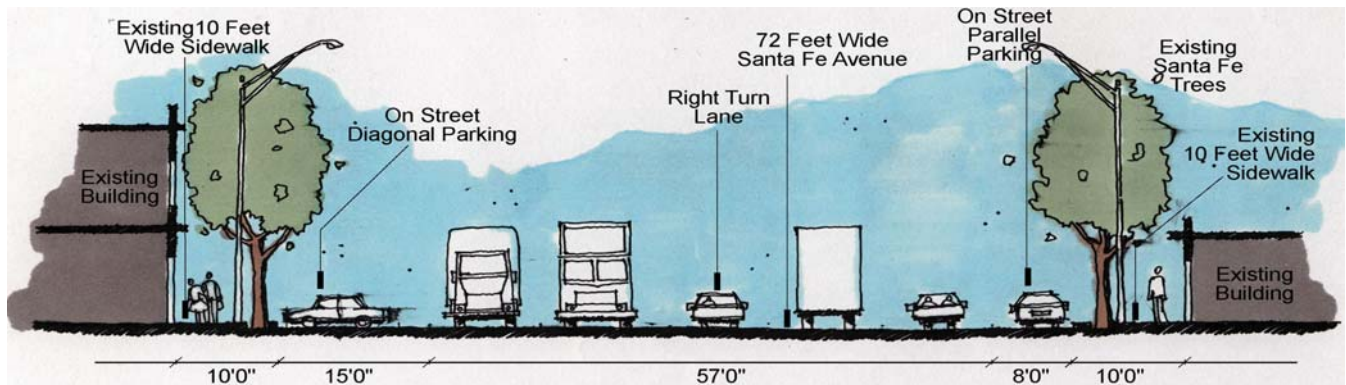 Existing10 Feet
Wide Sidewalk
On Street
Diagonal Parking
Existing
Building
Right Turn
Lane
72 Feet Wide
Santa Fe Avenue
On Street
Parallel
Parking
Existing
Santa Fe
Trees
Existing
10 Feet Wide
Sidewalk
Existing
Building
10'0"
15'0"
57'0"
8'0"
10'0"